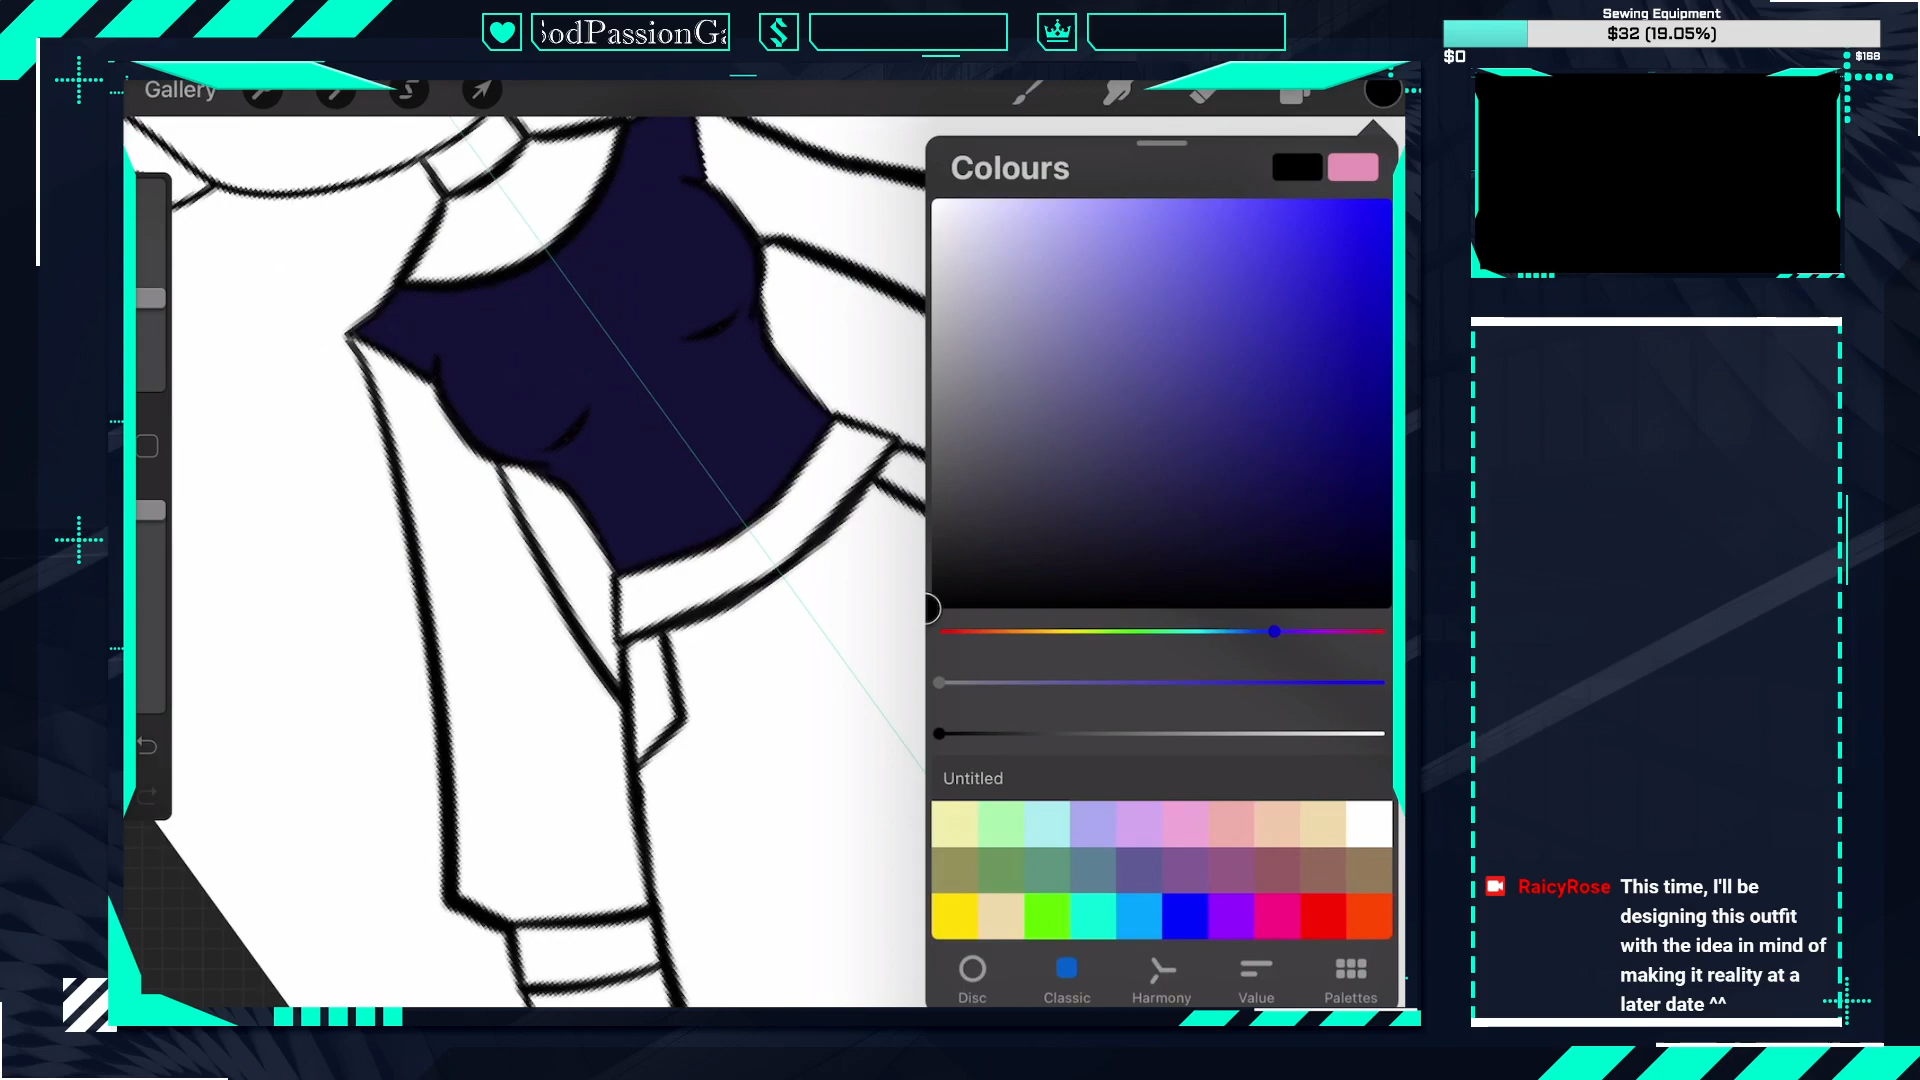 odPassionGa
Sewing Equipment
$32 (19.05%)
$0
$168
Gallery
Colours
Untitled
Disc
Classic
Harmony
Value
Palettes
RaicyRose This time, I'll be
designing this outfit
with the idea in mind of
making it reality at a
later date ^^